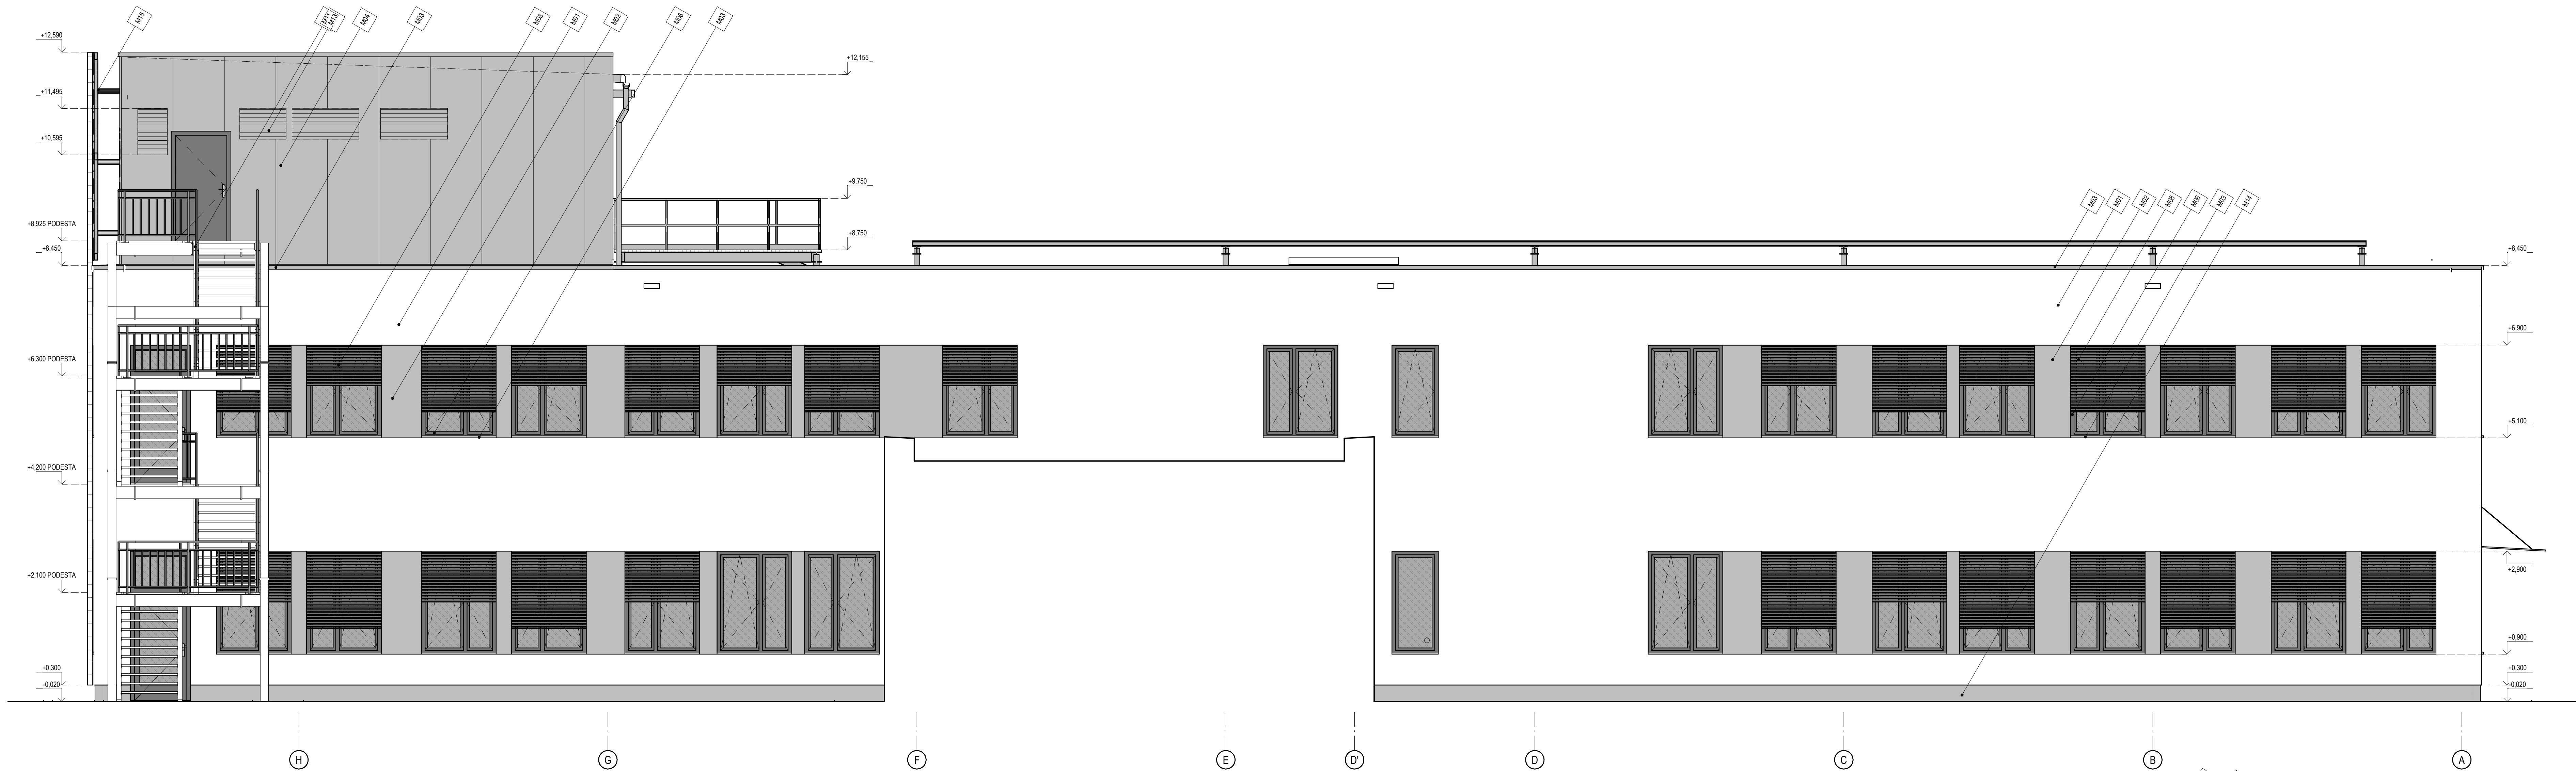 M15
M11
M13
M04
M03
M08
M01
M02
M06
M03
+12,590
+12,155
+11,495
+10,595
+9,750
+8,925 PODESTA
+8,750
+8,450
M03
M01
M02
M08
M06
M03
M14
+8,450
+6,900
+6,300 PODESTA
+5,100
+4,200 PODESTA
+2,900
+2,100 PODESTA
+0,900
+0,300
-0,020
+0,300
-0,020
H
G
F
E
D'
D
C
B
A